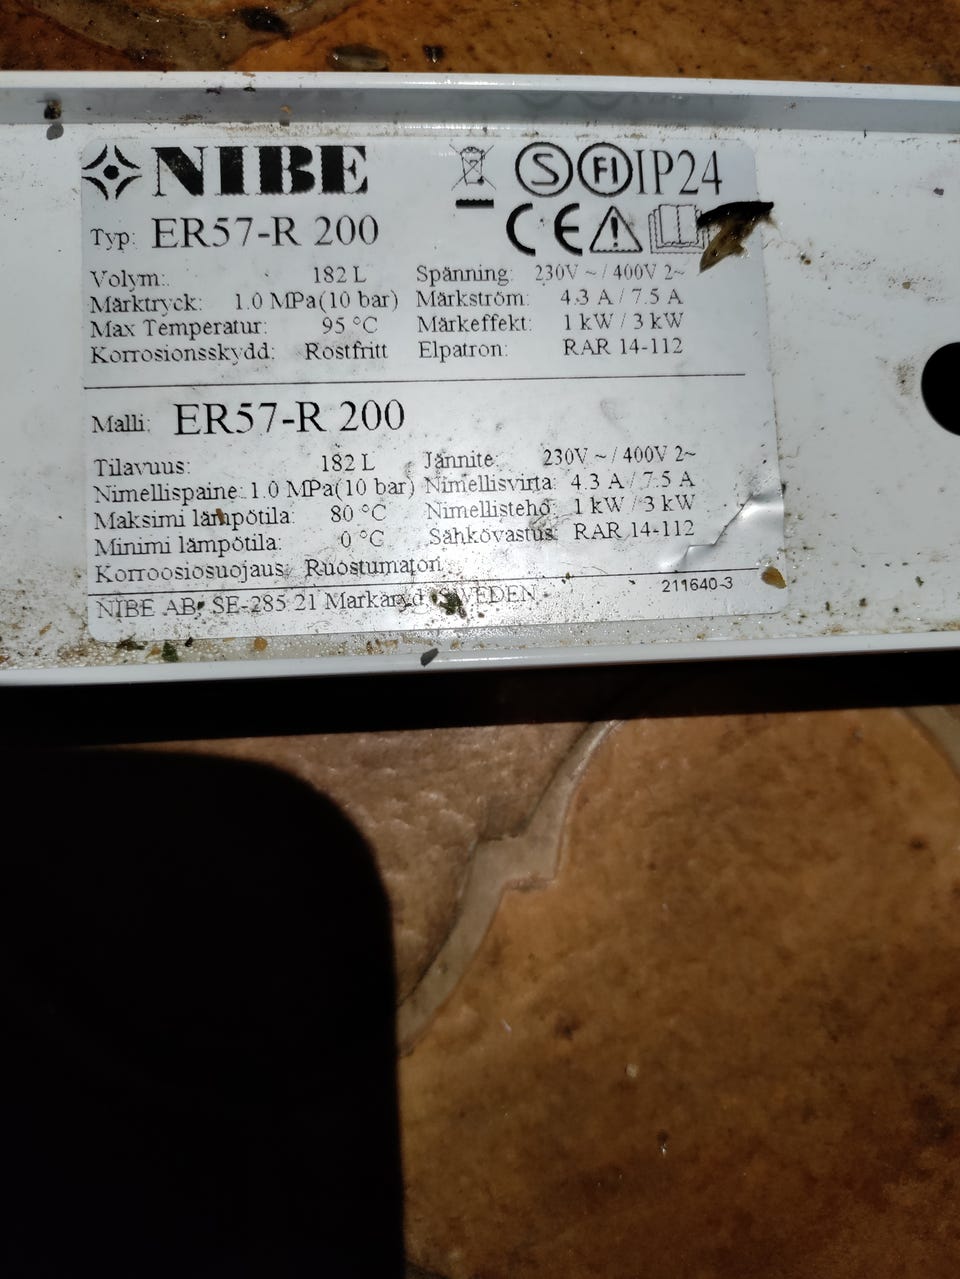 NIBE S FI IP24
Typ: ER57-R 200 CE
Volym: 182 L Spänning: 230V ~ / 400V 2~
Märktryck: 1.0 MPa(10 bar) Märkström: 4.3 A / 7.5 A
Max Temperatur: 95 °C Märkeffekt: 1 kW / 3 kW
Korrosionsskydd: Rostfritt Elpatron: RAR 14-112
Malli: ER57-R 200
Tilavuus: 182 L Jännite: 230V ~ / 400V 2~
Nimellispaine: 1.0 MPa(10 bar) Nimellisvirta: 4.3 A / 7.5 A
Maksimi lämpötila: 80 °C Nimellisteho: 1 kW / 3 kW
Minimi lämpötila: 0 °C Sähkövastus: RAR 14-112
Korroosiosuojaus: Ruostumaton
NIBE AB, SE-285 21 Markaryd SWEDEN 211640-3